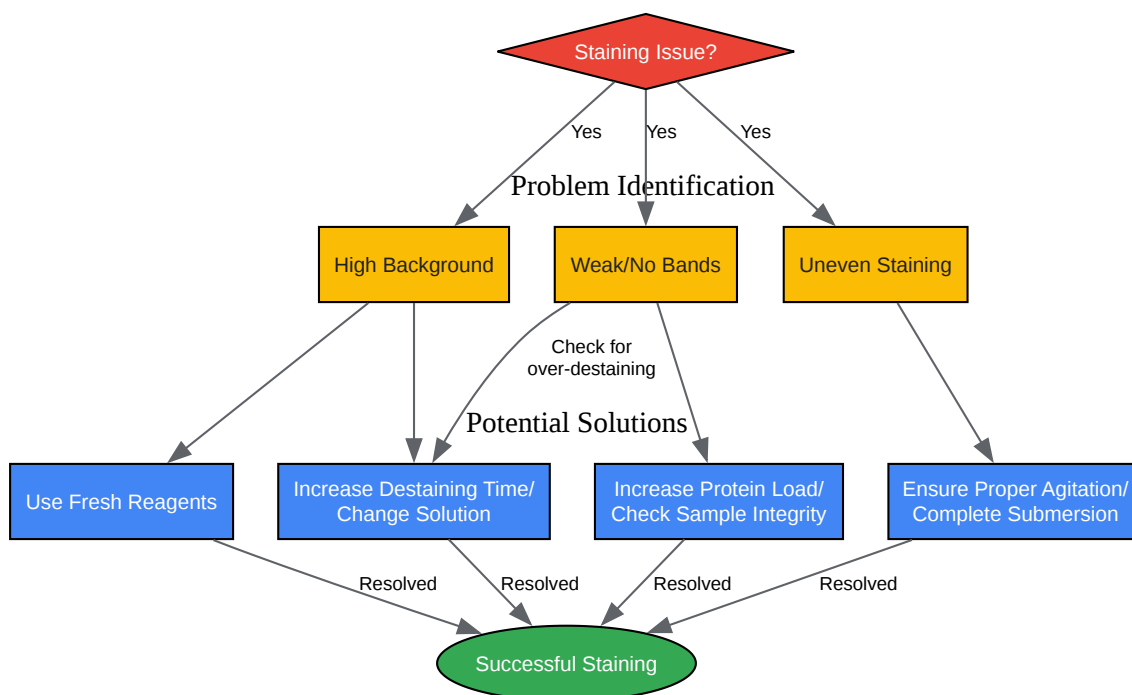 Staining Issue?
Yes
Yes
Yes
Problem Identification
High Background
Weak/No Bands
Uneven Staining
Check for
over-destaining
Potential Solutions
Use Fresh Reagents
Increase Destaining Time/
Change Solution
Increase Protein Load/
Check Sample Integrity
Ensure Proper Agitation/
Complete Submersion
Resolved
Resolved
Resolved
Resolved
Successful Staining